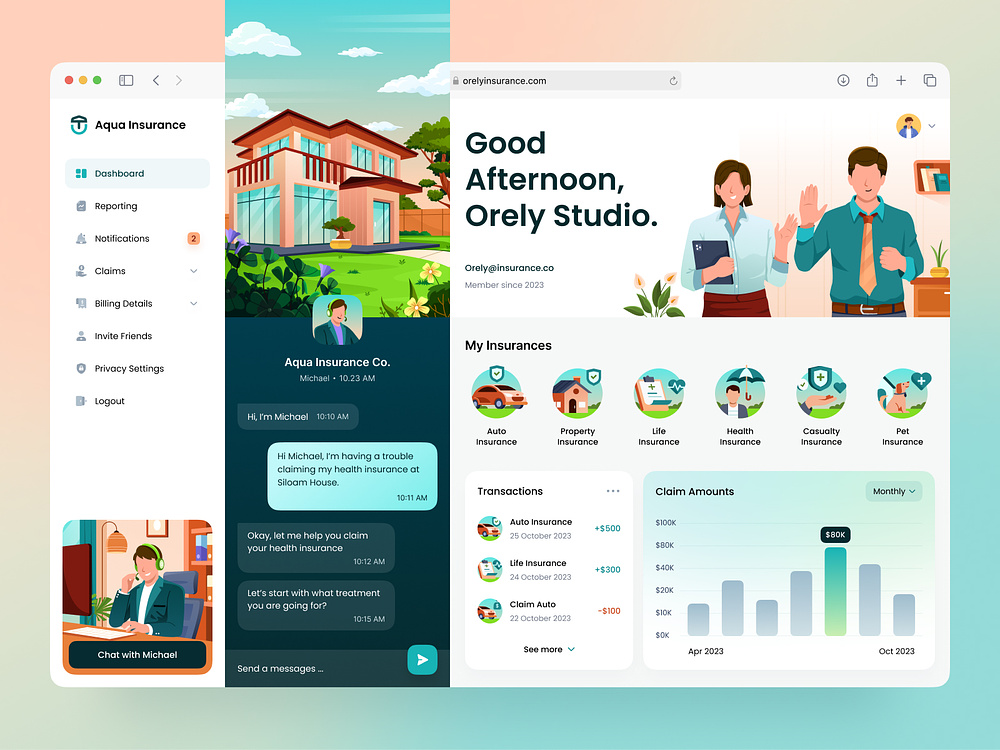 Aqua Insurance
Dashboard
Reporting
Notifications 2
Claims
Billing Details
Invite Friends
Privacy Settings
Logout
Chat with Michael
Aqua Insurance Co.
Michael • 10.23 AM
Hi, I'm Michael 10:10 AM
Hi Michael, I'm having a trouble
claiming my health insurance at
Siloam House.
10:11 AM
Okay, let me help you claim
your health insurance
10:12 AM
Let's start with what treatment
you are going for?
10:15 AM
Send a messages ...
orelyinsurance.com
Good
Afternoon,
Orely Studio.
Orely@insurance.co
Member since 2023
My Insurances
Auto
Insurance
Property
Insurance
Life
Insurance
Health
Insurance
Casualty
Insurance
Pet
Insurance
Transactions
Auto Insurance
25 October 2023
+$500
Life Insurance
24 October 2023
+$300
Claim Auto
22 October 2023
-$100
See more
Claim Amounts
Monthly
$100K
$80K
$40K
$20K
$10K
$0K
$80K
Apr 2023
Oct 2023